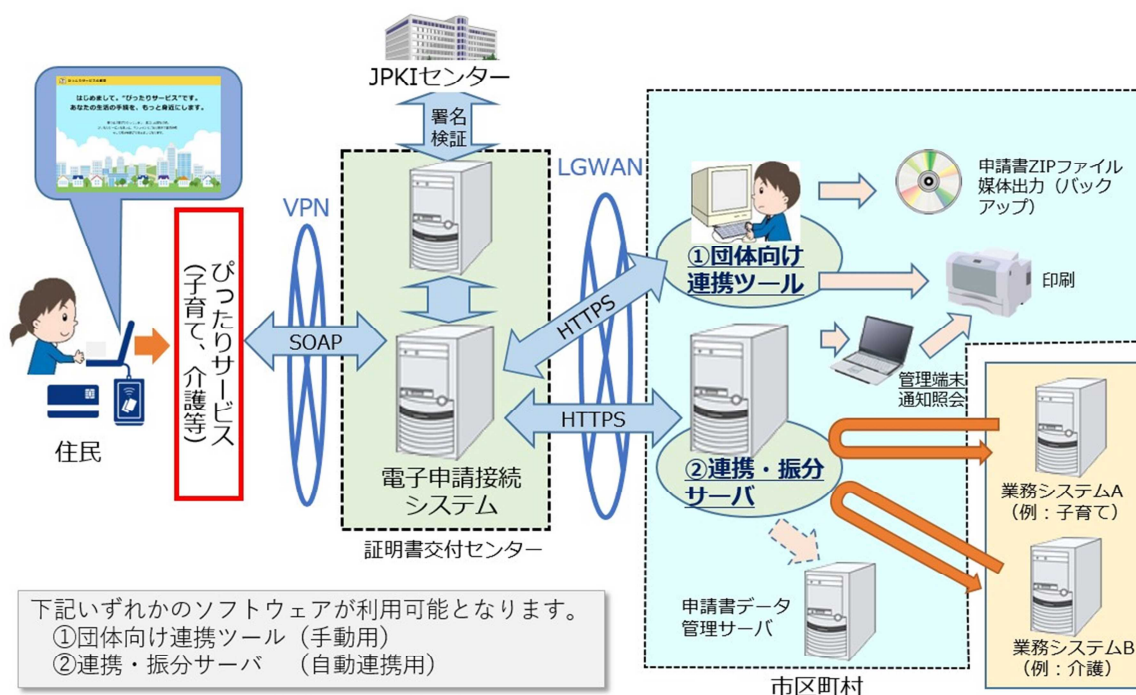 JPKIセンター
署名
検証
はじめまして、“ぴったりサービス”です。
あなたの生活の手続を、もっと身近にします。
VPN
LGWAN
ぴったりサービス
(子育て、介護等)
SOAP
HTTPS
HTTPS
住民
電子申請接続
システム
証明書交付センター
①団体向け
連携ツール
②連携・振分
サーバ
申請書ZIPファイル
媒体出力（バック
アップ）
印刷
管理端末
通知照会
業務システムA
（例：子育て）
業務システムB
（例：介護）
申請書データ
管理サーバ
市区町村
下記いずれかのソフトウェアが利用可能となります。
①団体向け連携ツール（手動用）
②連携・振分サーバ　（自動連携用）